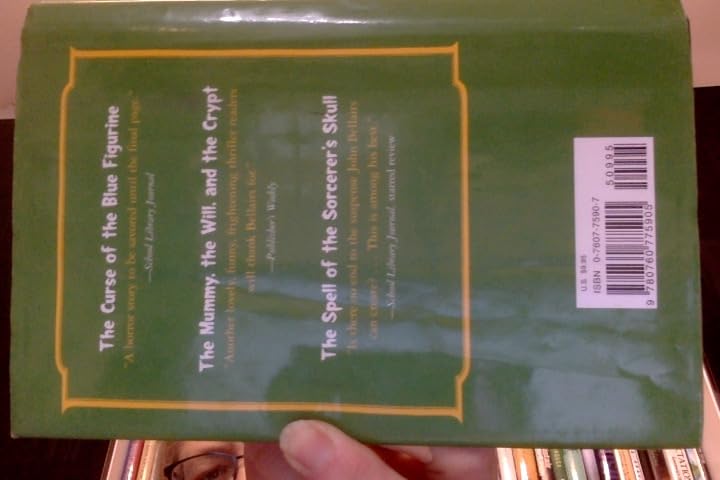 The Curse of the Blue Figurine
"A horror story to be savored until the final page."
—School Library Journal
The Mummy, the Will, and the Crypt
"Another lovely, funny, frightening thriller readers
will thank Bellairs for."
—Publisher's Weekly
The Spell of the Sorcerer's Skull
"Is there no end to the suspense John Bellairs
can create? . . . This is among his best."
—School Library Journal, starred review
U.S. $9.95
ISBN 0-7607-7590-7
50995
9 780760 775905